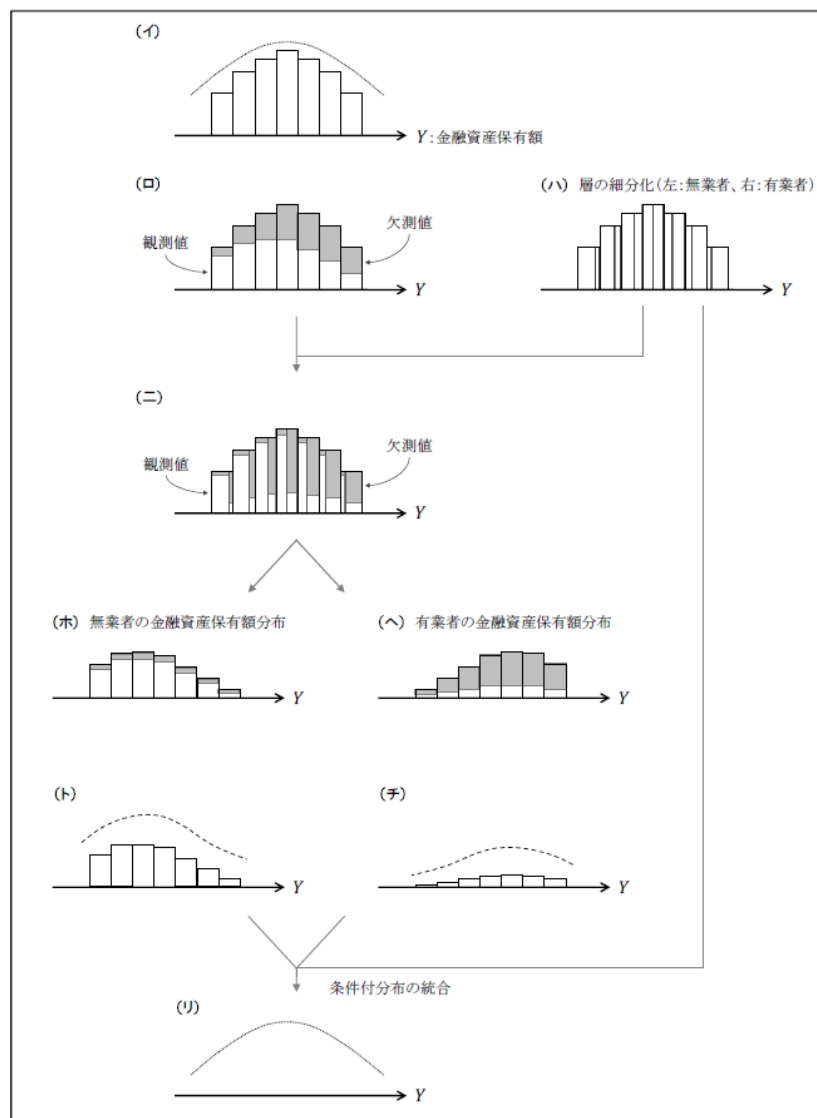 (イ)
Y:金融資産保有額
(ロ)
(ハ) 層の細分化(左:無業者、右:有業者)
観測値
欠測値
Y
Y
(ニ)
観測値
欠測値
Y
(ホ) 無業者の金融資産保有額分布
(ヘ) 有業者の金融資産保有額分布
Y
Y
(ト)
(チ)
Y
Y
条件付分布の統合
(リ)
Y